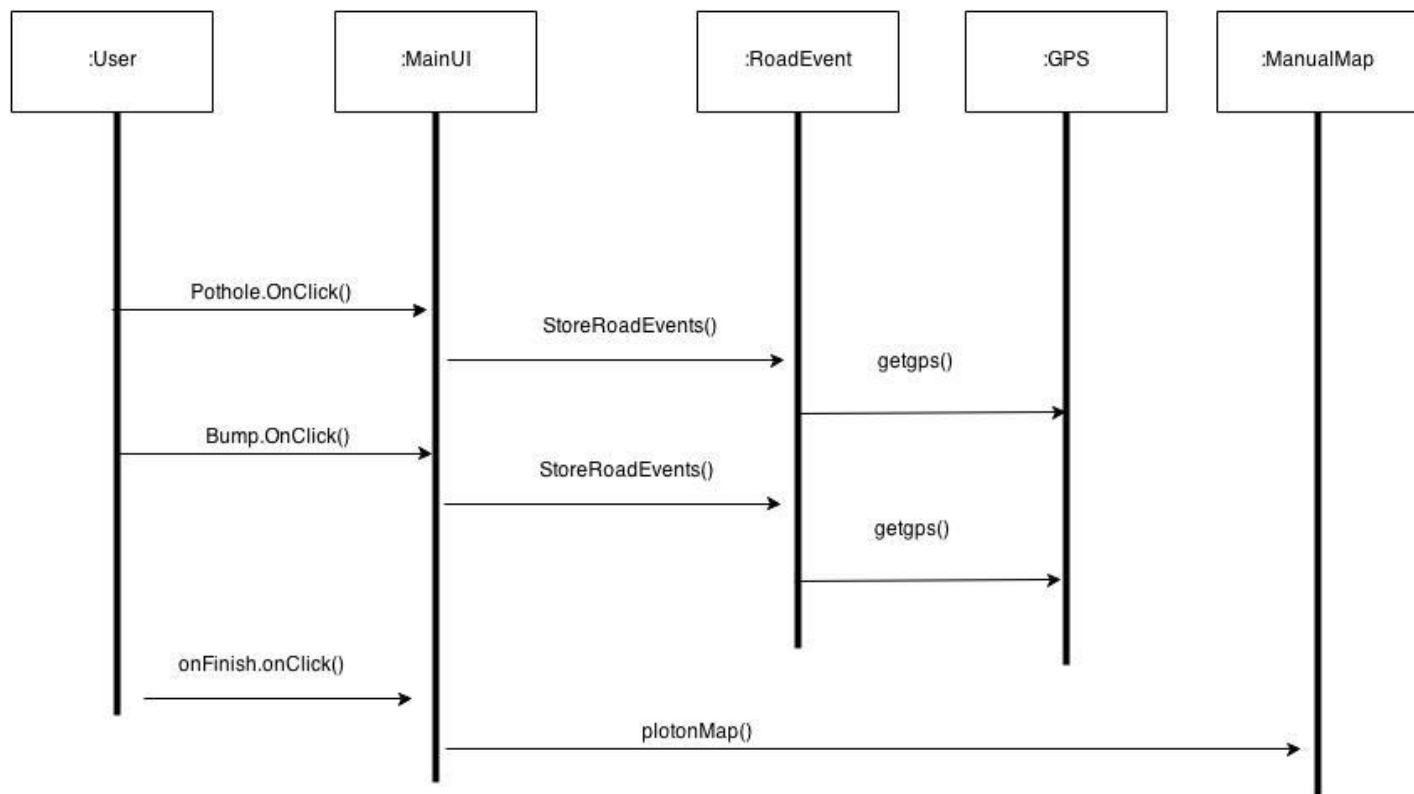 :User
:MainUI
:RoadEvent
:GPS
:ManualMap
Pothole.OnClick()
StoreRoadEvents()
getgps()
Bump.OnClick()
StoreRoadEvents()
getgps()
onFinish.onClick()
plotonMap()